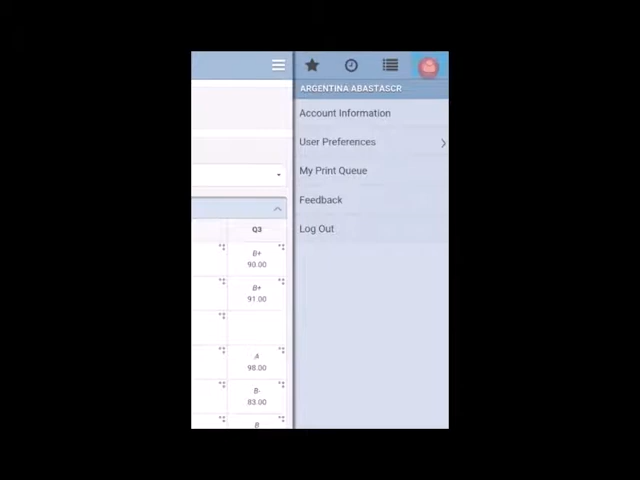 ARGENTINA ABASTASCR
Account Information
User Preferences
My Print Queue
Feedback
Log Out
Q3
B+
90.00
B+
91.00
A
98.00
B-
83.00
B